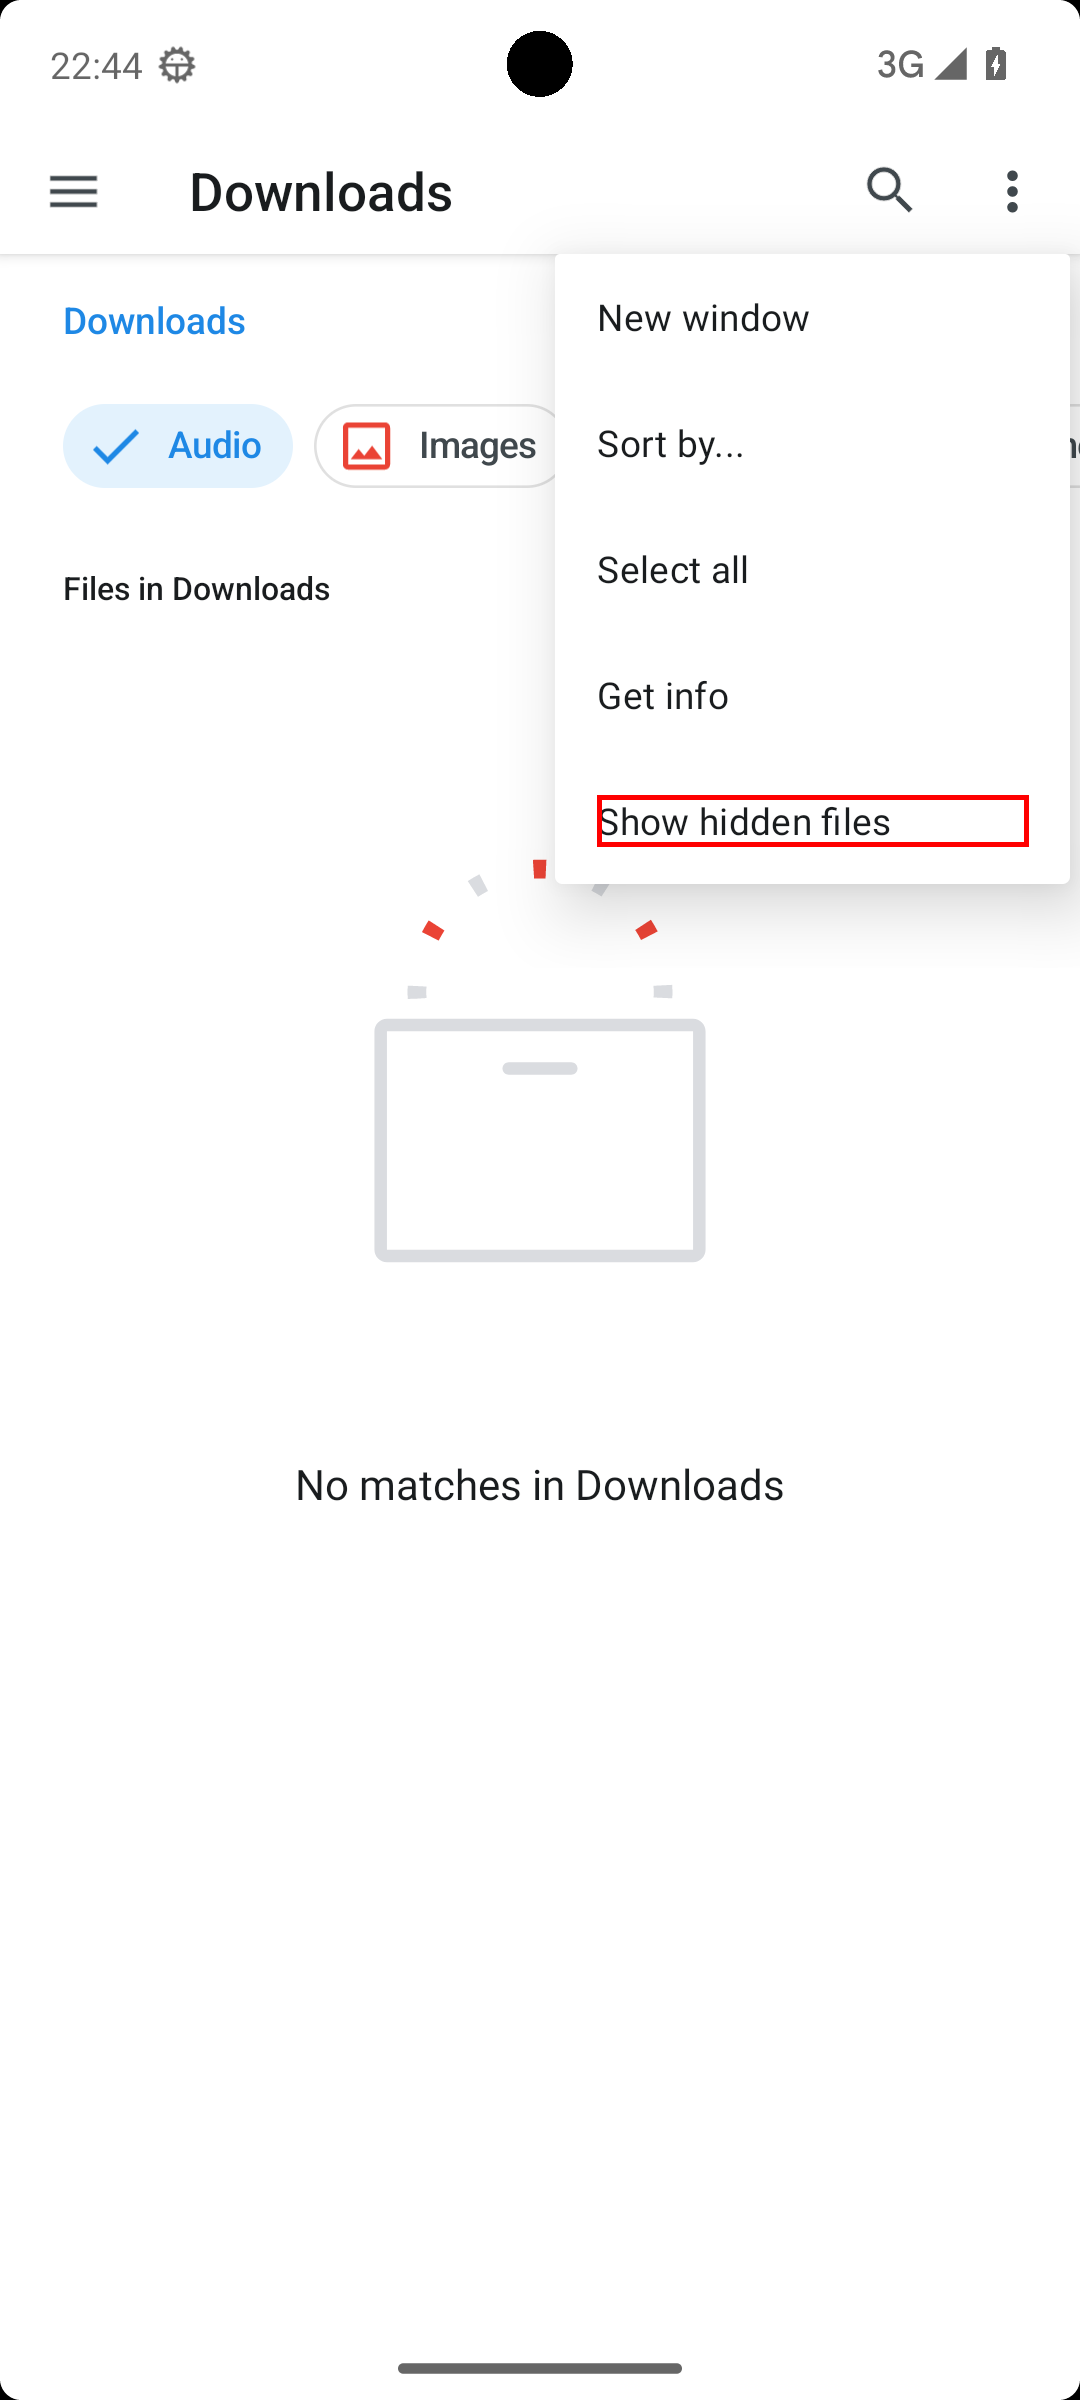 22:44
3G
Downloads
Downloads
New window
Audio
Images
Sort by...
Select all
Files in Downloads
Get info
Show hidden files
No matches in Downloads